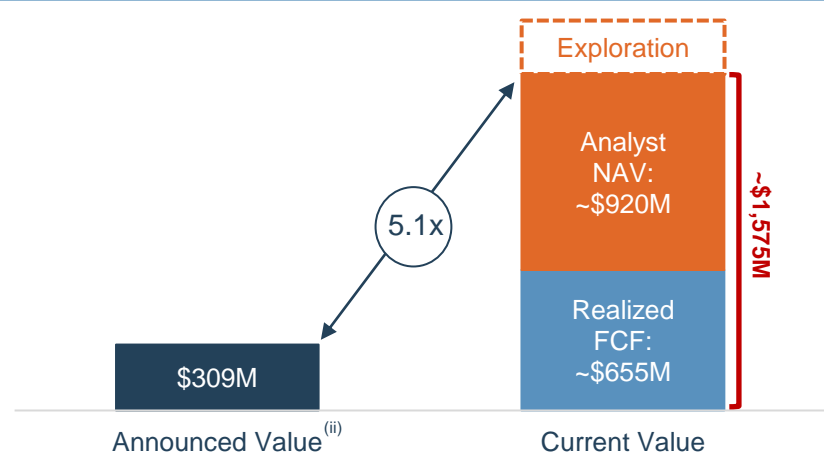 Exploration
Analyst
NAV:
~$920M
~$1,575M
5.1x
Realized
FCF:
~$655M
$309M
Announced Value(ii)
Current Value